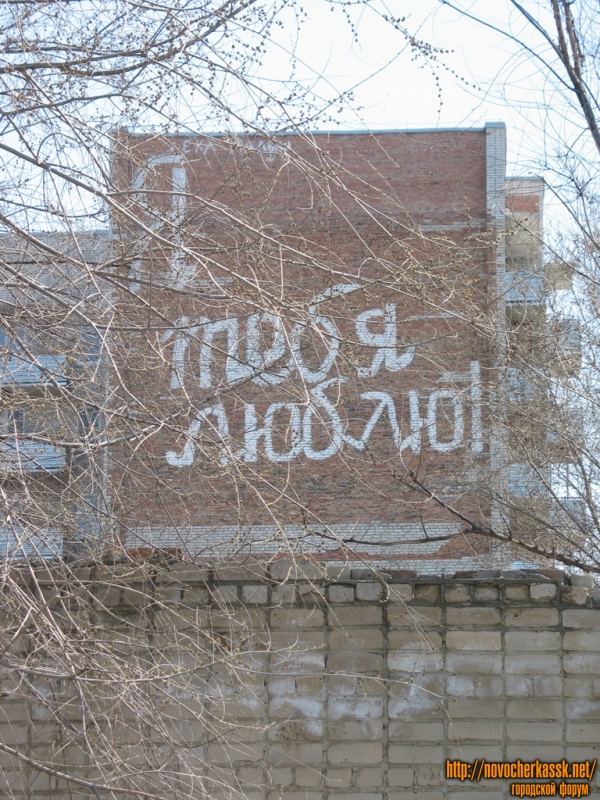 Я
тебя
люблю!
http://novocherkassk.net/
городской форум